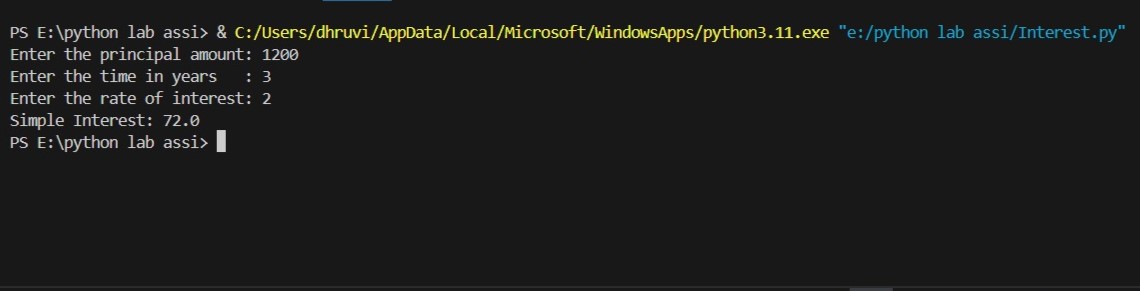 PS E:\python lab assi> & C:/Users/dhruvi/AppData/Local/Microsoft/WindowsApps/python3.11.exe "e:/python lab assi/Interest.py"
Enter the principal amount: 1200
Enter the time in years   : 3
Enter the rate of interest: 2
Simple Interest: 72.0
PS E:\python lab assi>